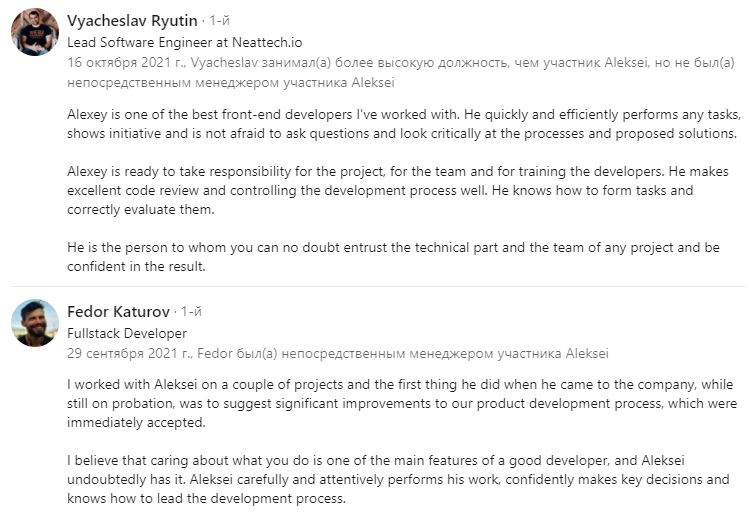 Vyacheslav Ryutin · 1-й
Lead Software Engineer at Neattech.io
16 октября 2021 г., Vyacheslav занимал(а) более высокую должность, чем участник Aleksei, но не был(а)
непосредственным менеджером участника Aleksei
Alexey is one of the best front-end developers I've worked with. He quickly and efficiently performs any tasks,
shows initiative and is not afraid to ask questions and look critically at the processes and proposed solutions.
Alexey is ready to take responsibility for the project, for the team and for training the developers. He makes
excellent code review and controlling the development process well. He knows how to form tasks and
correctly evaluate them.
He is the person to whom you can no doubt entrust the technical part and the team of any project and be
confident in the result.
Fedor Katurov · 1-й
Fullstack Developer
29 сентября 2021 г., Fedor был(а) непосредственным менеджером участника Aleksei
I worked with Aleksei on a couple of projects and the first thing he did when he came to the company, while
still on probation, was to suggest significant improvements to our product development process, which were
immediately accepted.
I believe that caring about what you do is one of the main features of a good developer, and Aleksei
undoubtedly has it. Aleksei carefully and attentively performs his work, confidently makes key decisions and
knows how to lead the development process.